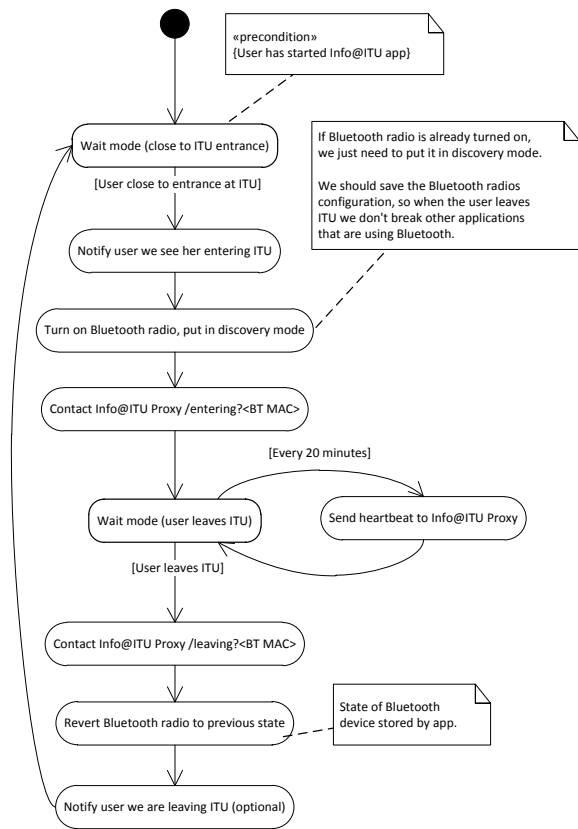 «precondition»
{User has started Info@ITU app}
Wait mode (close to ITU entrance)
[User close to entrance at ITU]
If Bluetooth radio is already turned on,
we just need to put it in discovery mode.
We should save the Bluetooth radios
configuration, so when the user leaves
ITU we don't break other applications
that are using Bluetooth.
Notify user we see her entering ITU
Turn on Bluetooth radio, put in discovery mode
Contact Info@ITU Proxy /entering?<BT MAC>
[Every 20 minutes]
Wait mode (user leaves ITU)
Send heartbeat to Info@ITU Proxy
[User leaves ITU]
Contact Info@ITU Proxy /leaving?<BT MAC>
Revert Bluetooth radio to previous state
State of Bluetooth
device stored by app.
Notify user we are leaving ITU (optional)